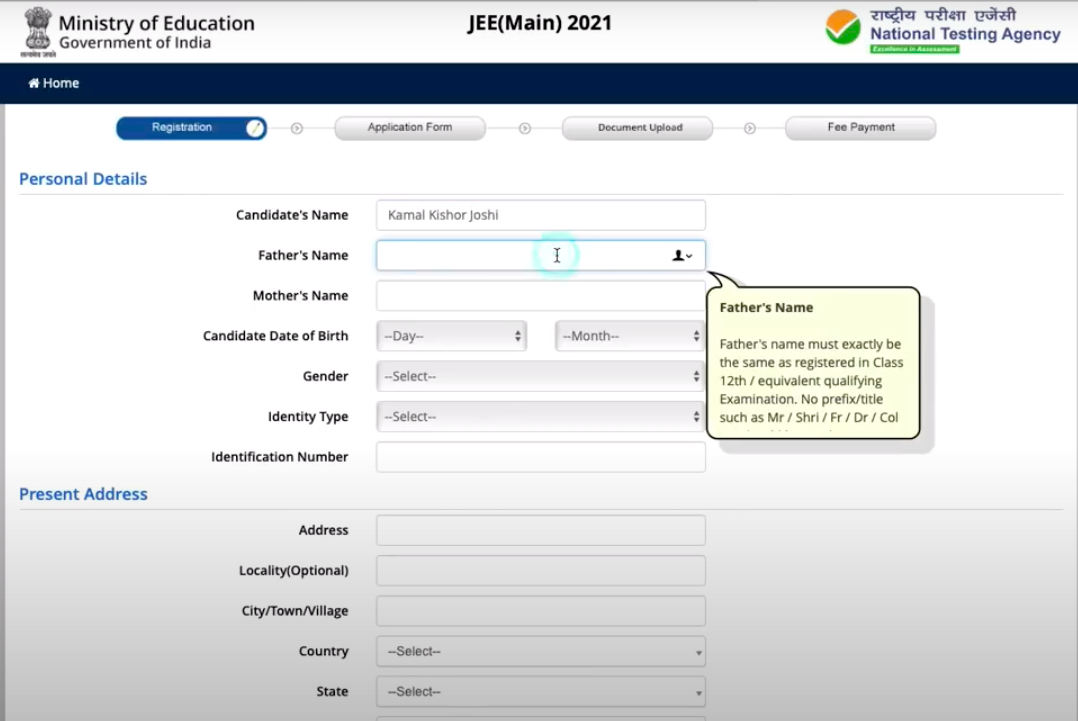 Ministry of Education
Government of India
सत्यमेव जयते
JEE(Main) 2021
राष्ट्रीय परीक्षा एजेंसी
National Testing Agency
Excellence in Assessment
Home
Registration
Application Form
Document Upload
Fee Payment
Personal Details
Candidate's Name
Kamal Kishor Joshi
Father's Name
Mother's Name
Candidate Date of Birth
--Day--
--Month--
Gender
--Select--
Identity Type
--Select--
Identification Number
Father's Name
Father's name must exactly be
the same as registered in Class
12th / equivalent qualifying
Examination. No prefix/title
such as Mr / Shri / Fr / Dr / Col
Present Address
Address
Locality(Optional)
City/Town/Village
Country
--Select--
State
--Select--